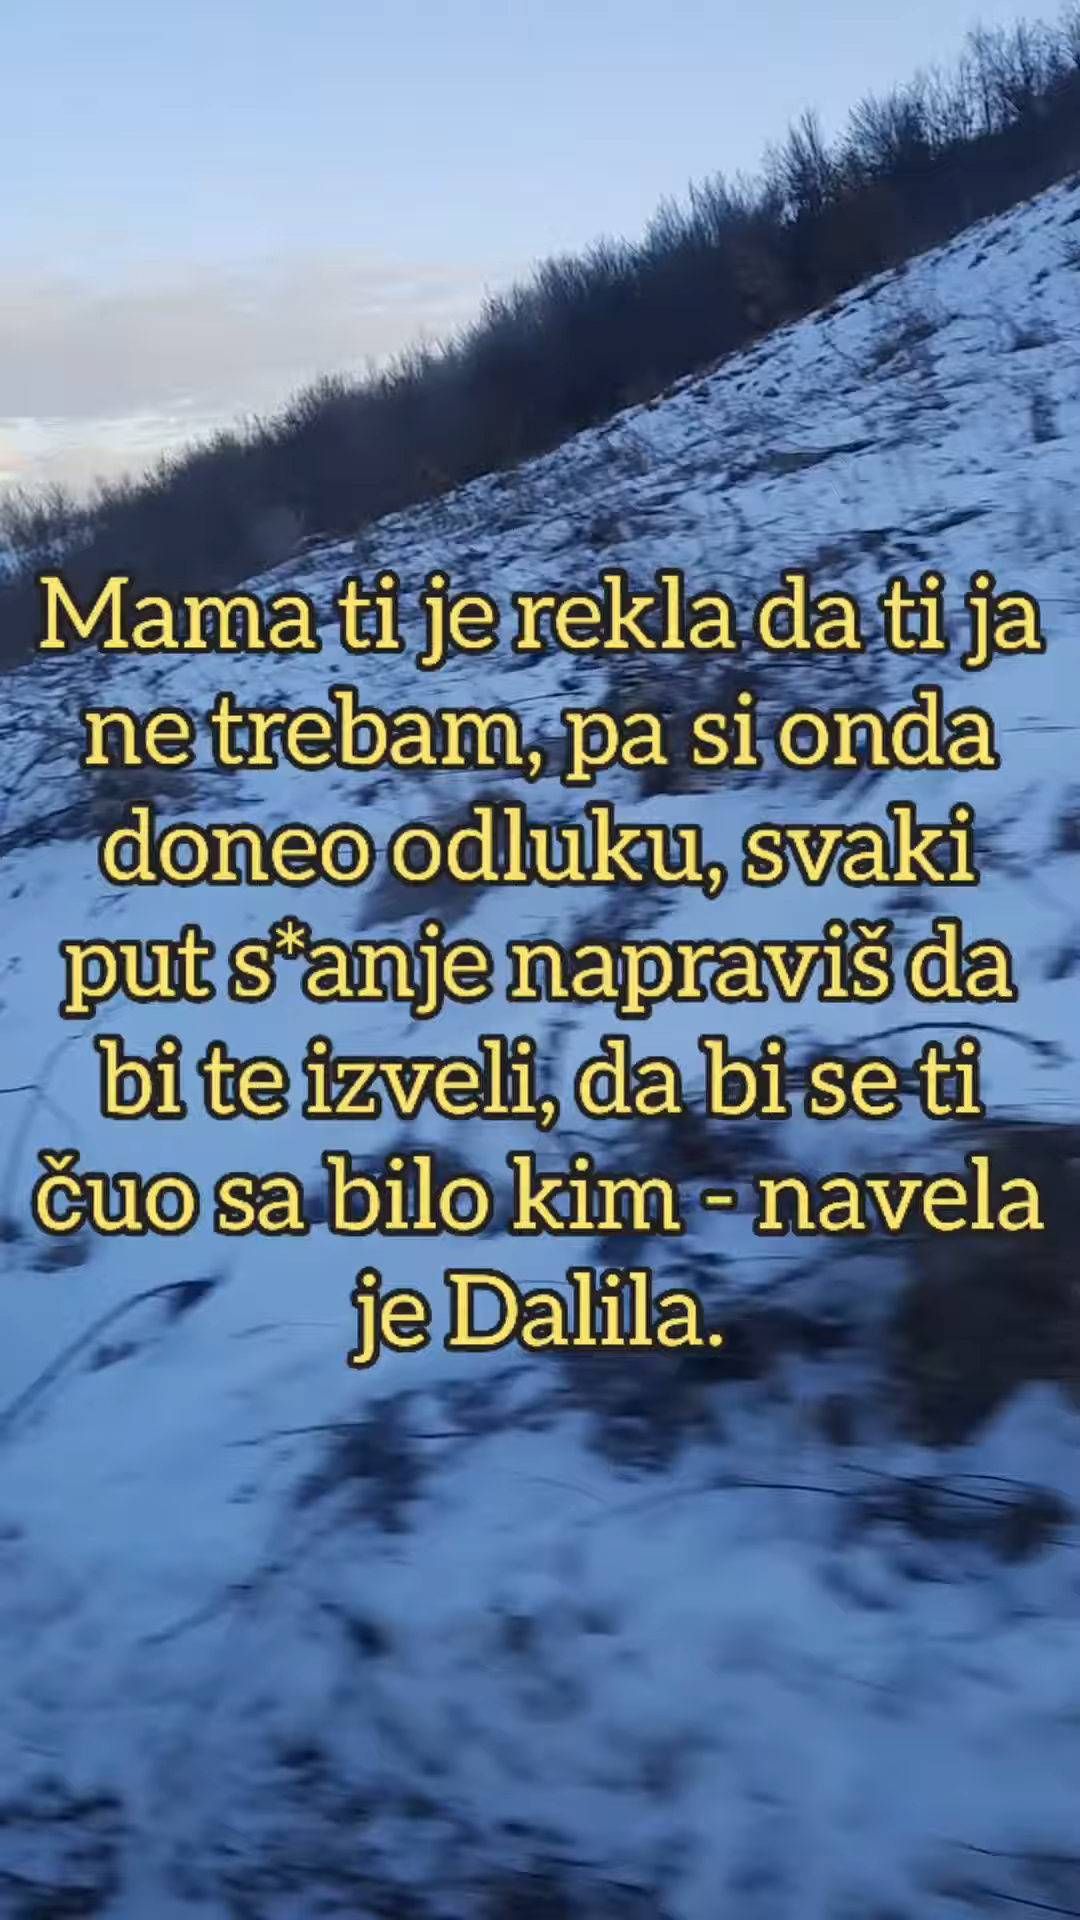 Mama ti je rekla da ti ja
ne trebam, pa si onda
doneo odluku, svaki
put s*anje napraviš da
bi te izveli, da bi se ti
čuo sa bilo kim - navela
je Dalila.